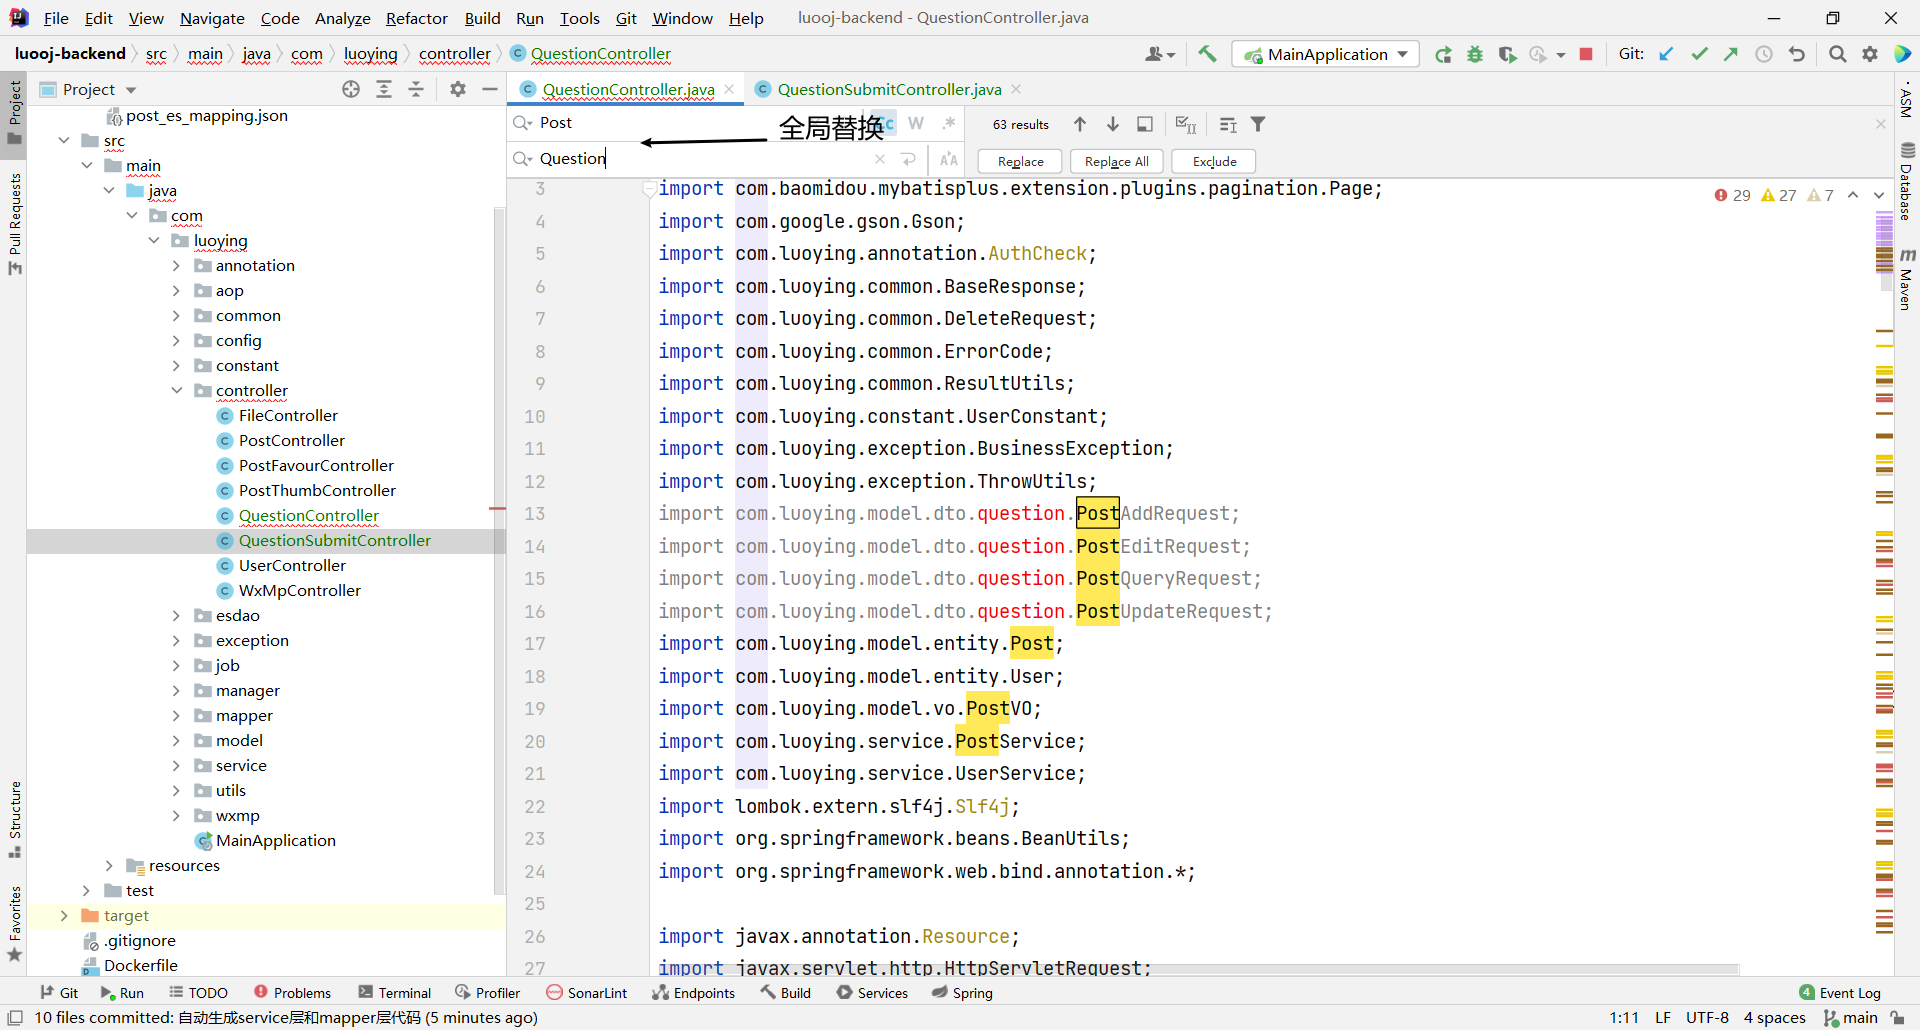 File Edit View Navigate Code Analyze Refactor Build Run Tools Git Window Help luooj-backend - QuestionController.java
luooj-backend src main java com luoying controller QuestionController MainApplication Git:
Project
QuestionController.java
QuestionSubmitController.java
Project
Pull Requests
Structure
Favorites
post_es_mapping.json
src
main
java
com
luoying
annotation
aop
common
config
constant
controller
FileController
PostController
PostFavourController
PostThumbController
QuestionController
QuestionSubmitController
UserController
WxMpController
esdao
exception
job
manager
mapper
model
service
utils
wxmp
MainApplication
resources
test
target
.gitignore
Dockerfile
Post
全局替换
Cc W .*
63 results
Question
Replace
Replace All
Exclude
29 27 7
3 import com.baomidou.mybatisplus.extension.plugins.pagination.Page;
4 import com.google.gson.Gson;
5 import com.luoying.annotation.AuthCheck;
6 import com.luoying.common.BaseResponse;
7 import com.luoying.common.DeleteRequest;
8 import com.luoying.common.ErrorCode;
9 import com.luoying.common.ResultUtils;
10 import com.luoying.constant.UserConstant;
11 import com.luoying.exception.BusinessException;
12 import com.luoying.exception.ThrowUtils;
13 import com.luoying.model.dto.question.PostAddRequest;
14 import com.luoying.model.dto.question.PostEditRequest;
15 import com.luoying.model.dto.question.PostQueryRequest;
16 import com.luoying.model.dto.question.PostUpdateRequest;
17 import com.luoying.model.entity.Post;
18 import com.luoying.model.entity.User;
19 import com.luoying.model.vo.PostVO;
20 import com.luoying.service.PostService;
21 import com.luoying.service.UserService;
22 import lombok.extern.slf4j.Slf4j;
23 import org.springframework.beans.BeanUtils;
24 import org.springframework.web.bind.annotation.*;
25
26 import javax.annotation.Resource;
27 import javax.servlet.http.HttpServletRequest;
ASM
Database
Maven
Git Run TODO Problems Terminal Profiler SonarLint Endpoints Build Services Spring 4 Event Log
10 files committed: 自动生成service层和mapper层代码 (5 minutes ago) 1:11 LF UTF-8 4 spaces main